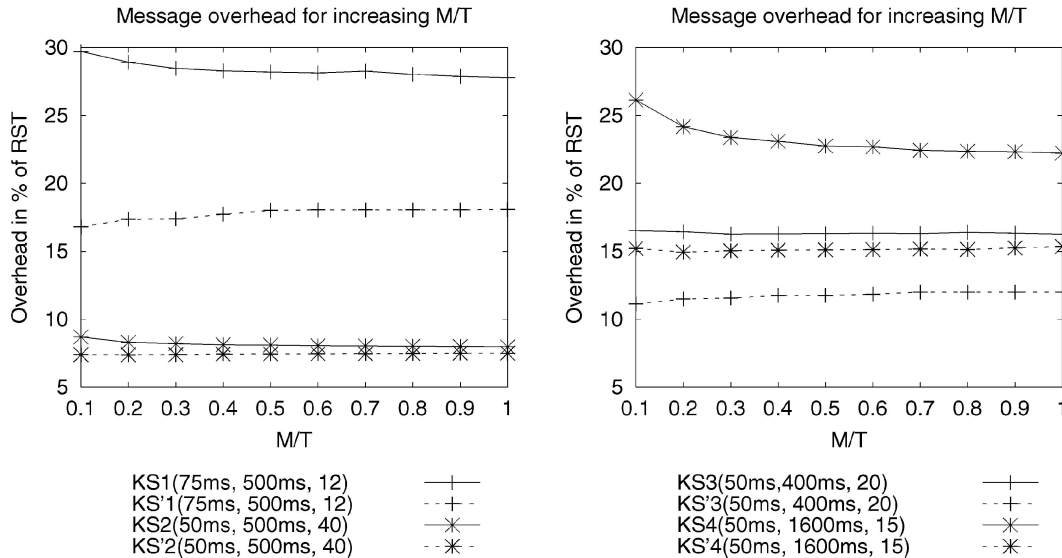 Message overhead for increasing M/T
30
25
20
15
10
5
Overhead in % of RST
0.1 0.2 0.3 0.4 0.5 0.6 0.7 0.8 0.9 1
M/T
KS1(75ms, 500ms, 12)
KS'1(75ms, 500ms, 12)
KS2(50ms, 500ms, 40)
KS'2(50ms, 500ms, 40)
Message overhead for increasing M/T
30
25
20
15
10
5
Overhead in % of RST
0.1 0.2 0.3 0.4 0.5 0.6 0.7 0.8 0.9 1
M/T
KS3(50ms,400ms, 20)
KS'3(50ms, 400ms, 20)
KS4(50ms, 1600ms, 15)
KS'4(50ms, 1600ms, 15)